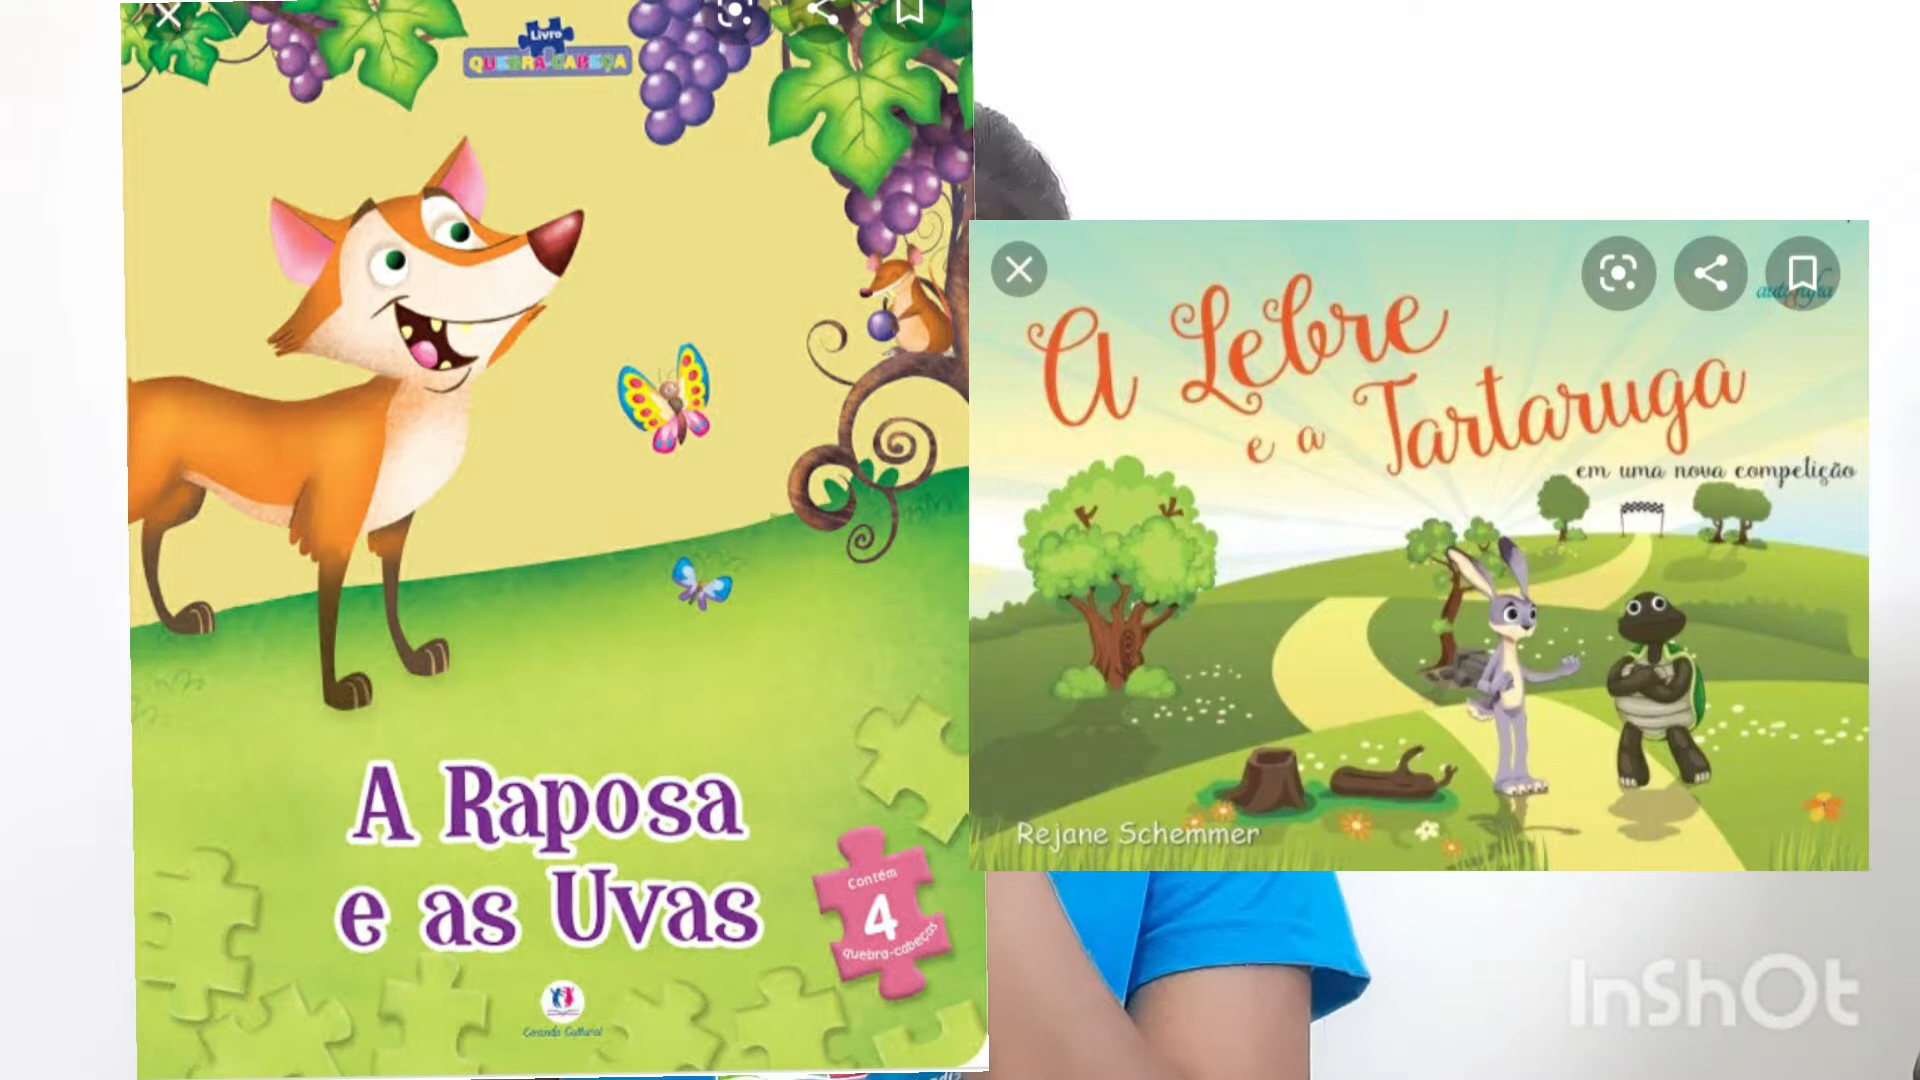 Livro
QUEBRA-CABEÇA
A Raposa
e as Uvas
Contém
4
quebra-cabeças
Ciranda Cultural
A Lebre
e a Tartaruga
em uma nova competição
Rejane Schemmer
InShOt